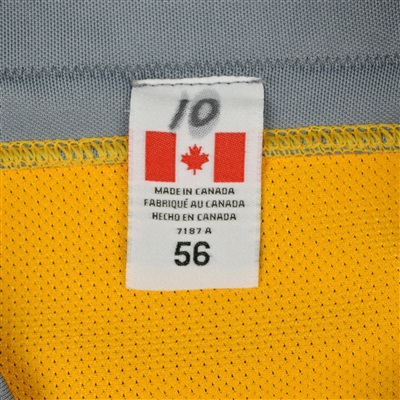 10
MADE IN CANADA
FABRIQUÉ AU CANADA
HECHO EN CANADA
7187 A
56